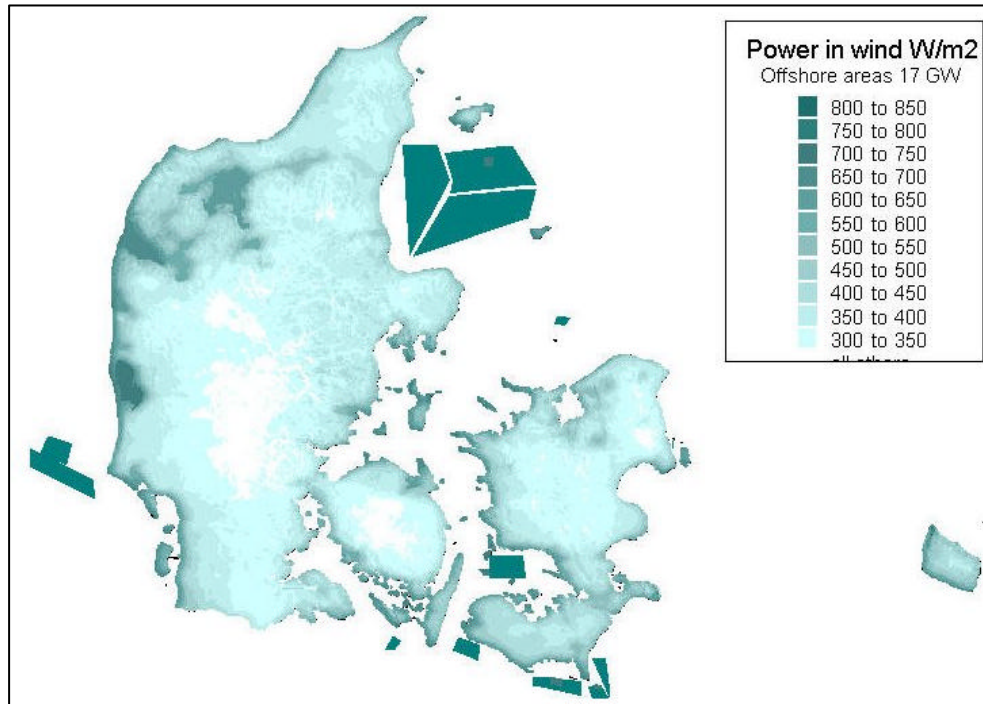 Power in wind W/m2
Offshore areas 17 GW
800 to 850
750 to 800
700 to 750
650 to 700
600 to 650
550 to 600
500 to 550
450 to 500
400 to 450
350 to 400
300 to 350
all others